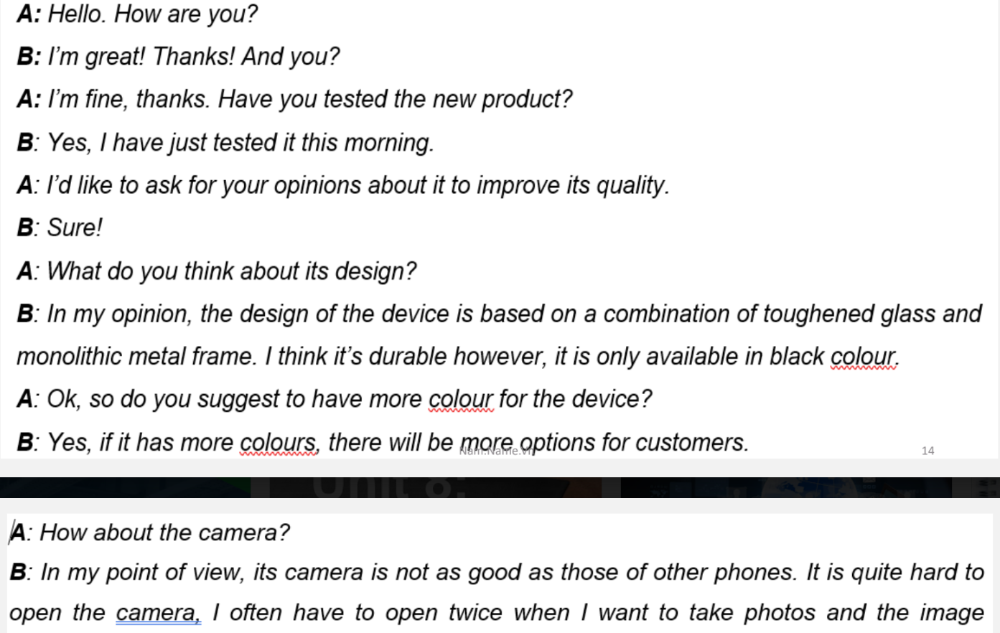 A: Hello. How are you?
B: I'm great! Thanks! And you?
A: I'm fine, thanks. Have you tested the new product?
B: Yes, I have just tested it this morning.
A: I'd like to ask for your opinions about it to improve its quality.
B: Sure!
A: What do you think about its design?
B: In my opinion, the design of the device is based on a combination of toughened glass and
monolithic metal frame. I think it's durable however, it is only available in black colour.
A: Ok, so do you suggest to have more colour for the device?
B: Yes, if it has more colours, there will be more options for customers.
Nam.Name.vn
14
Unit 8:
A: How about the camera?
B: In my point of view, its camera is not as good as those of other phones. It is quite hard to
open the camera, I often have to open twice when I want to take photos and the image